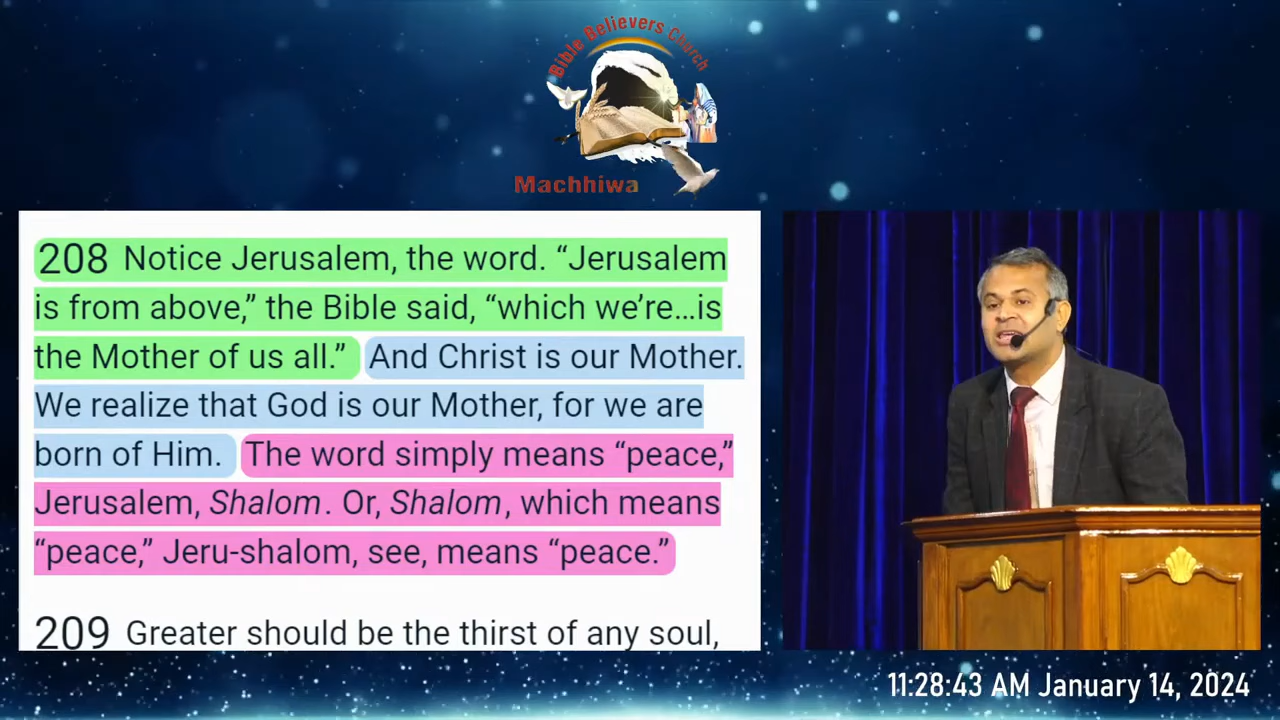 Bible Believers Church
Machhiwa
208 Notice Jerusalem, the word. “Jerusalem
is from above,” the Bible said, “which we’re…is
the Mother of us all.” And Christ is our Mother.
We realize that God is our Mother, for we are
born of Him. The word simply means “peace,”
Jerusalem, Shalom. Or, Shalom, which means
“peace,” Jeru-shalom, see, means “peace.”
209 Greater should be the thirst of any soul,
11:28:43 AM January 14, 2024